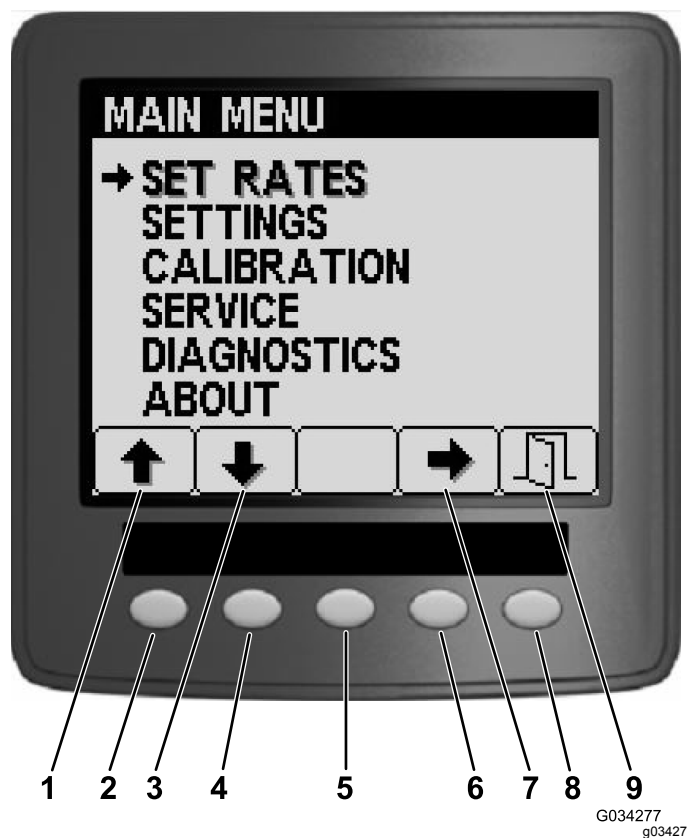 MAIN MENU
SET RATES
SETTINGS
CALIBRATION
SERVICE
DIAGNOSTICS
ABOUT
1 2 3 4 5 6 7 8 9
G034277
g03427